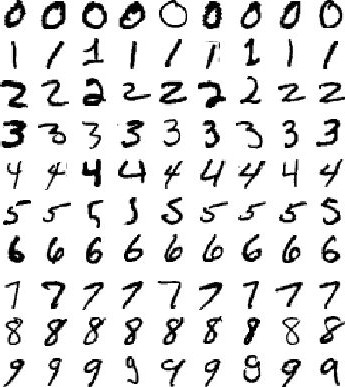 0 0 0 0 0 0 0 0 0
1 1 1 1 1 1 1 1 1
2 2 2 2 2 2 2 2 2
3 3 3 3 3 3 3 3 3
4 4 4 4 4 4 4 4 4
5 5 5 5 5 5 5 5 5
6 6 6 6 6 6 6 6 6
7 7 7 7 7 7 7 7 7
8 8 8 8 8 8 8 8 8
9 9 9 9 9 9 9 9 9